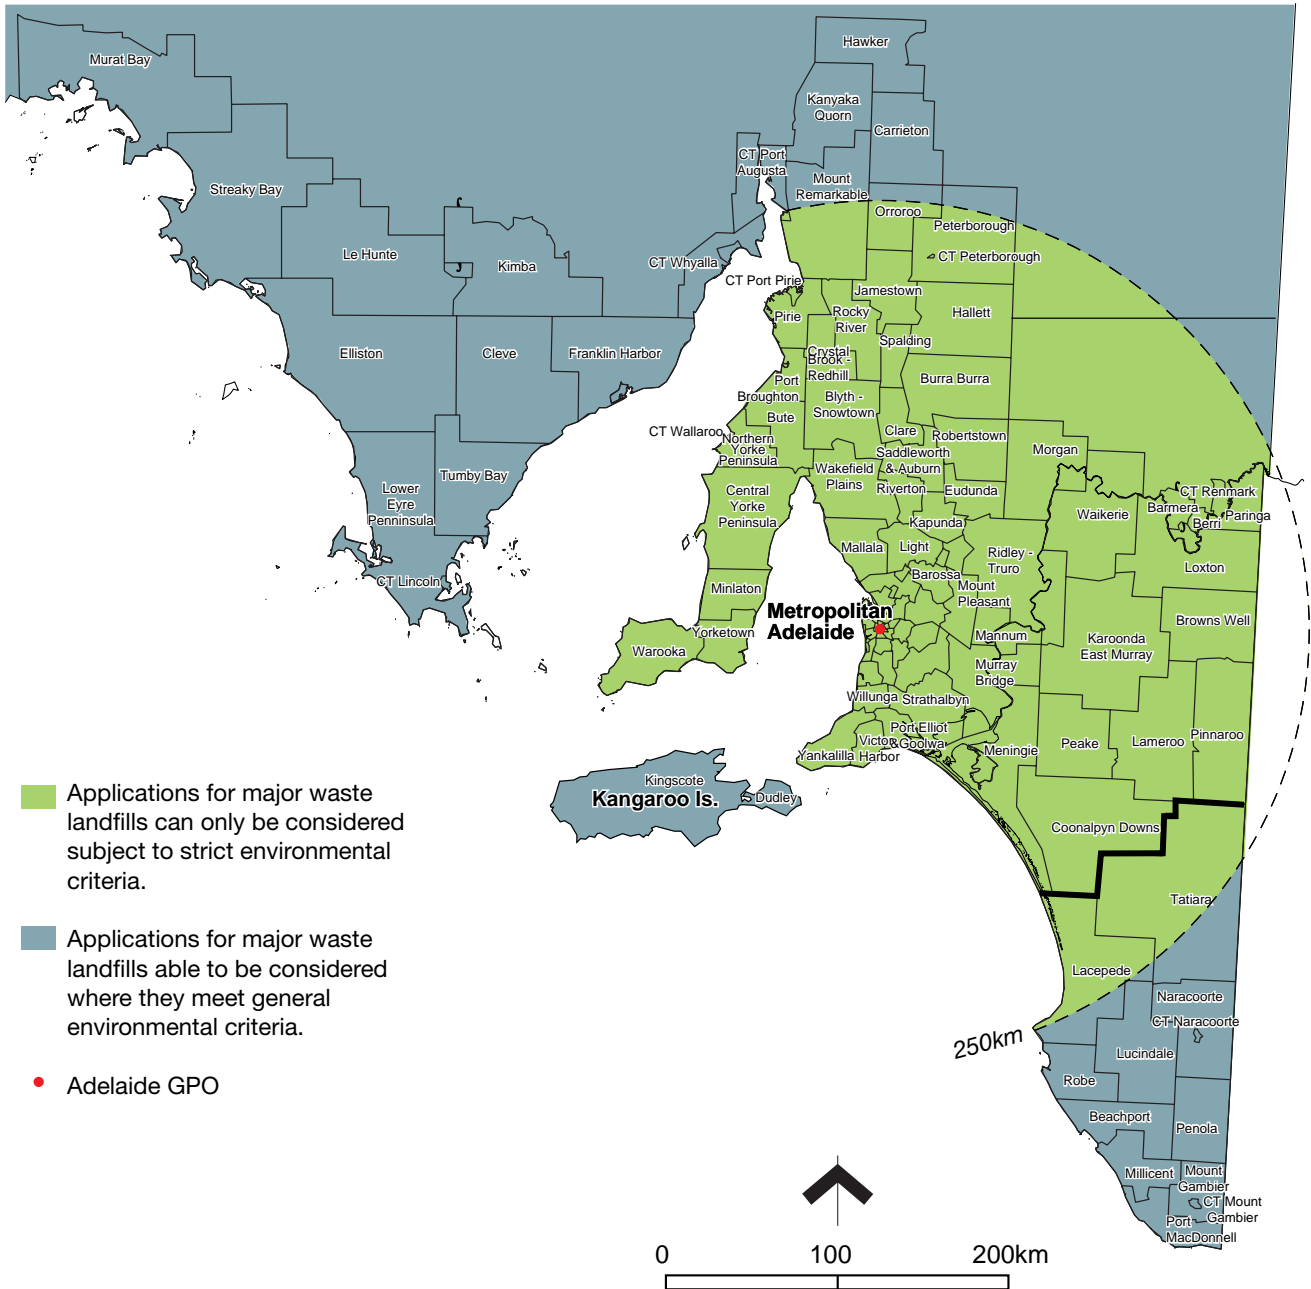 Hawker
Murat Bay
Kanyaka
Quorn
Carrieton
CT Port
Augusta
Mount
Remarkable
Streaky Bay
Orroroo
Peterborough
Le Hunte
Kimba
CT Whyalla
CT Peterborough
CT Port Pirie
Jamestown
Pirie
Rocky
River
Hallett
Spalding
Elliston
Cleve
Franklin Harbor
Crystal
Brook -
Redhill
Port
Broughton
Burra Burra
Blyth -
Snowtown
Bute
CT Wallaroo
Northern
Yorke
Peninsula
Clare
Robertstown
Saddleworth
& Auburn
Morgan
Tumby Bay
Wakefield
Plains
Lower
Eyre
Penninsula
Central
Yorke
Peninsula
Riverton
Eudunda
CT Renmark
Barmera
Paringa
Berri
Waikerie
Kapunda
Mallala
Light
Ridley -
Truro
Loxton
CT Lincoln
Barossa
Minlaton
Mount
Pleasant
Metropolitan
Adelaide
Browns Well
Yorketown
Mannum
Karoonda
East Murray
Warooka
Murray
Bridge
Willunga
Strathalbyn
Port Elliot
&Goolwa
Victor
Harbor
Yankalilla
Meningie
Peake
Lameroo
Pinnaroo
Kingscote
Kangaroo Is.
Dudley
Coonalpyn Downs
Tatiara
Lacepede
Naracoorte
CT Naracoorte
250km
Lucindale
Robe
Beachport
Penola
Millicent
Mount
Gambier
CT Mount
Gambier
Port
MacDonnell
Applications for major waste
landfills can only be considered
subject to strict environmental
criteria.
Applications for major waste
landfills able to be considered
where they meet general
environmental criteria.
Adelaide GPO
0 100 200km